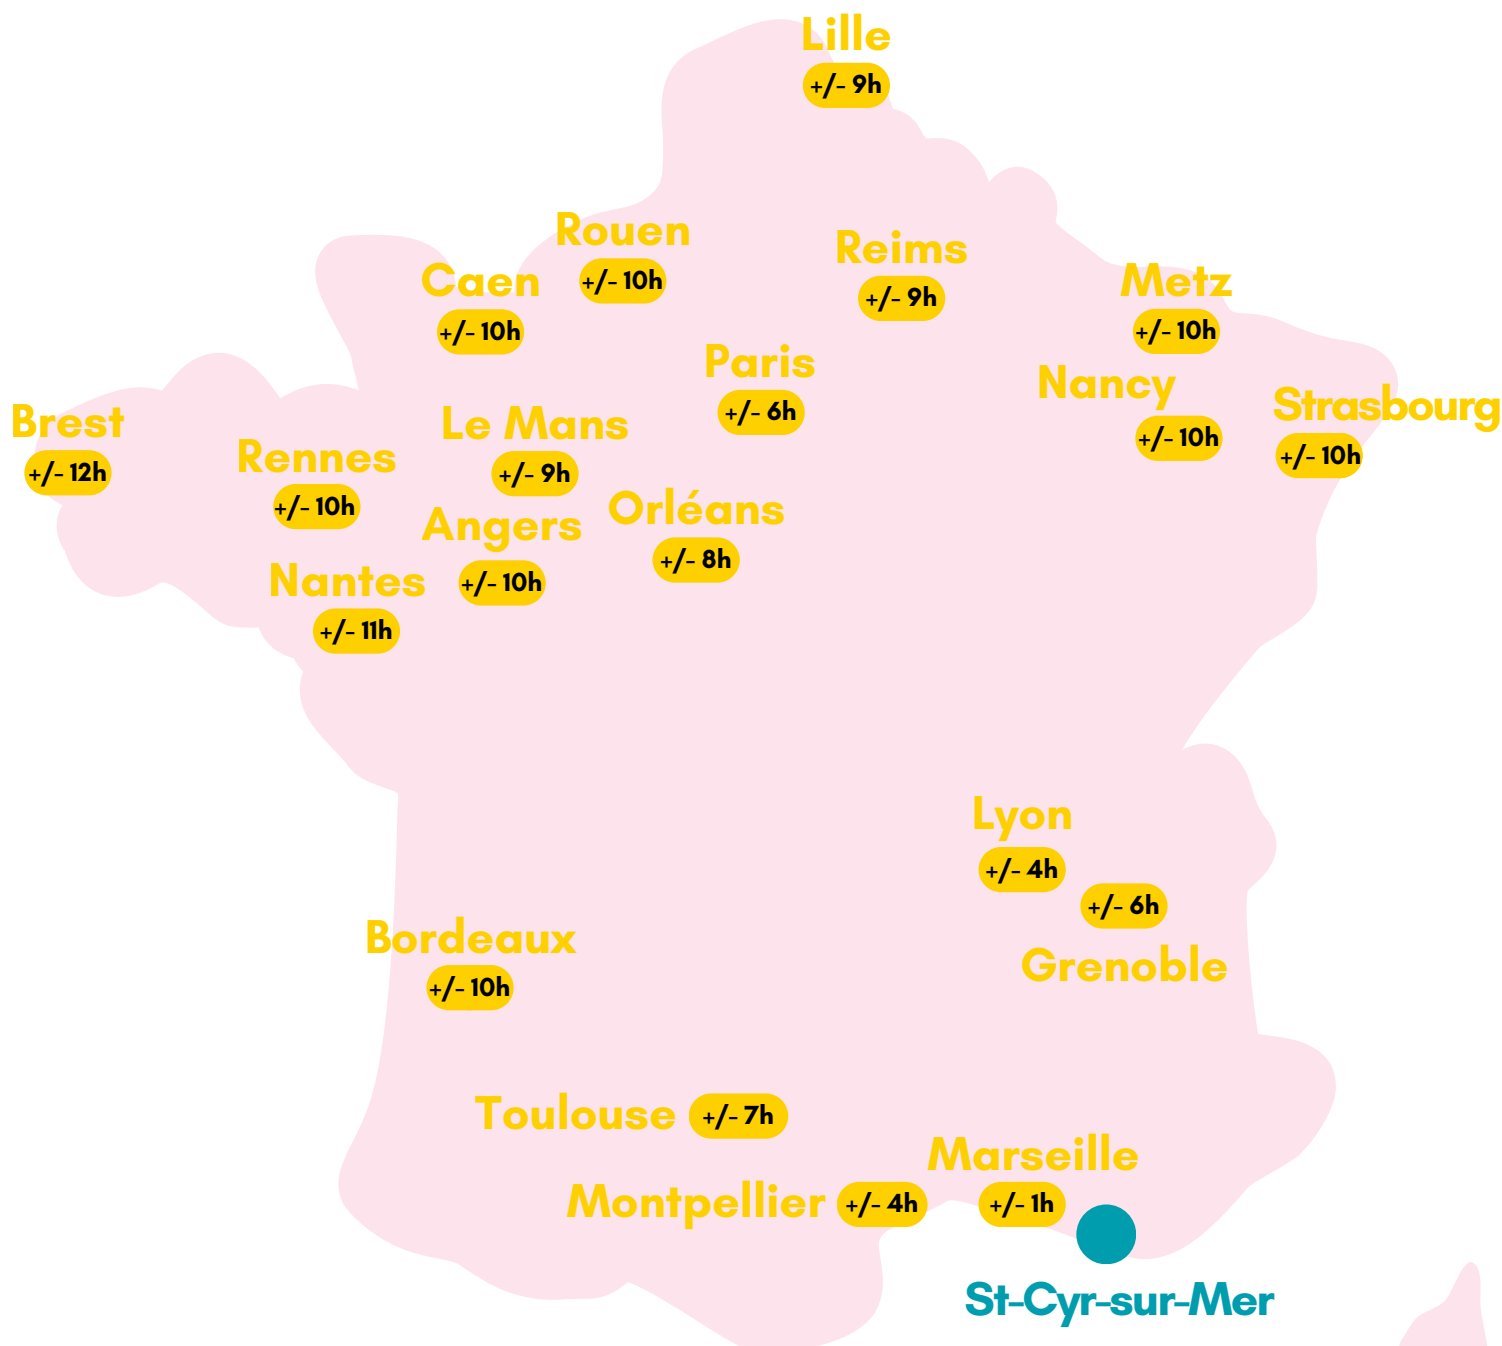 Lille
+/- 9h
Rouen
+/- 10h
Reims
+/- 9h
Caen
+/- 10h
Metz
+/- 10h
Paris
+/- 6h
Nancy
+/- 10h
Strasbourg
+/- 10h
Brest
+/- 12h
Le Mans
+/- 9h
Rennes
+/- 10h
Orléans
+/- 8h
Angers
+/- 10h
Nantes
+/- 11h
Lyon
+/- 4h
+/- 6h
Grenoble
Bordeaux
+/- 10h
Toulouse +/- 7h
Marseille
+/- 1h
Montpellier +/- 4h
St-Cyr-sur-Mer